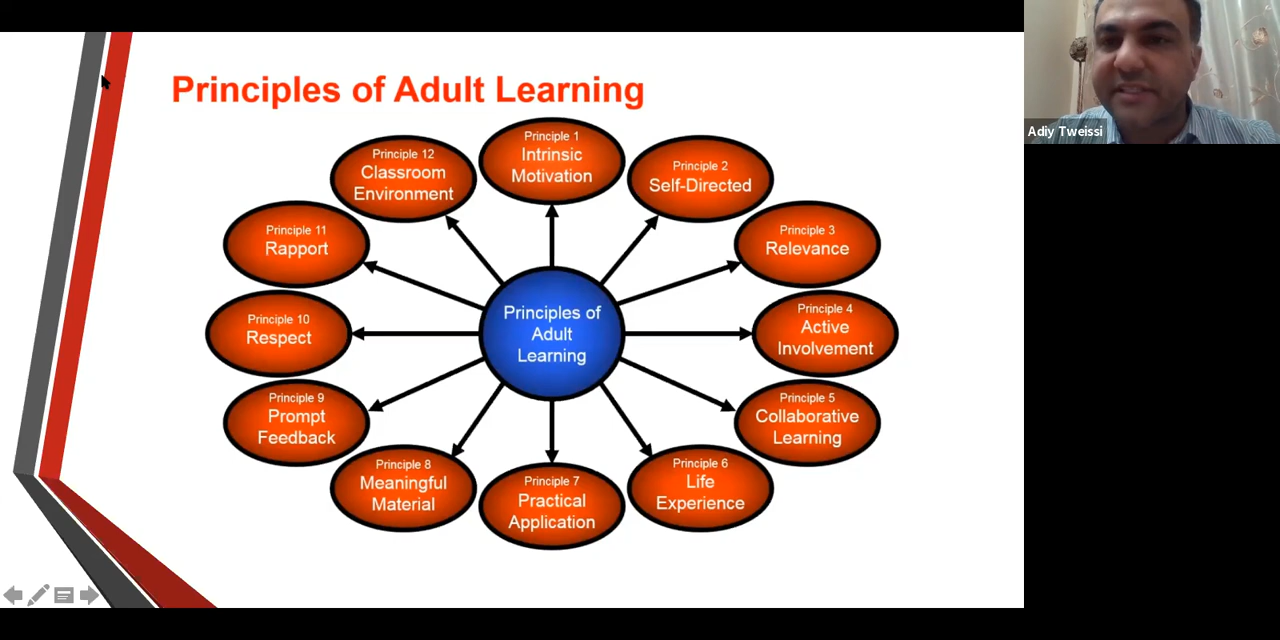 Principles of Adult Learning
Principle 1
Intrinsic
Motivation
Principle 2
Self-Directed
Principle 3
Relevance
Principle 4
Active
Involvement
Principle 5
Collaborative
Learning
Principle 6
Life
Experience
Principle 7
Practical
Application
Principle 8
Meaningful
Material
Principle 9
Prompt
Feedback
Principle 10
Respect
Principle 11
Rapport
Principle 12
Classroom
Environment
Principles of
Adult
Learning
Adiy Tweissi